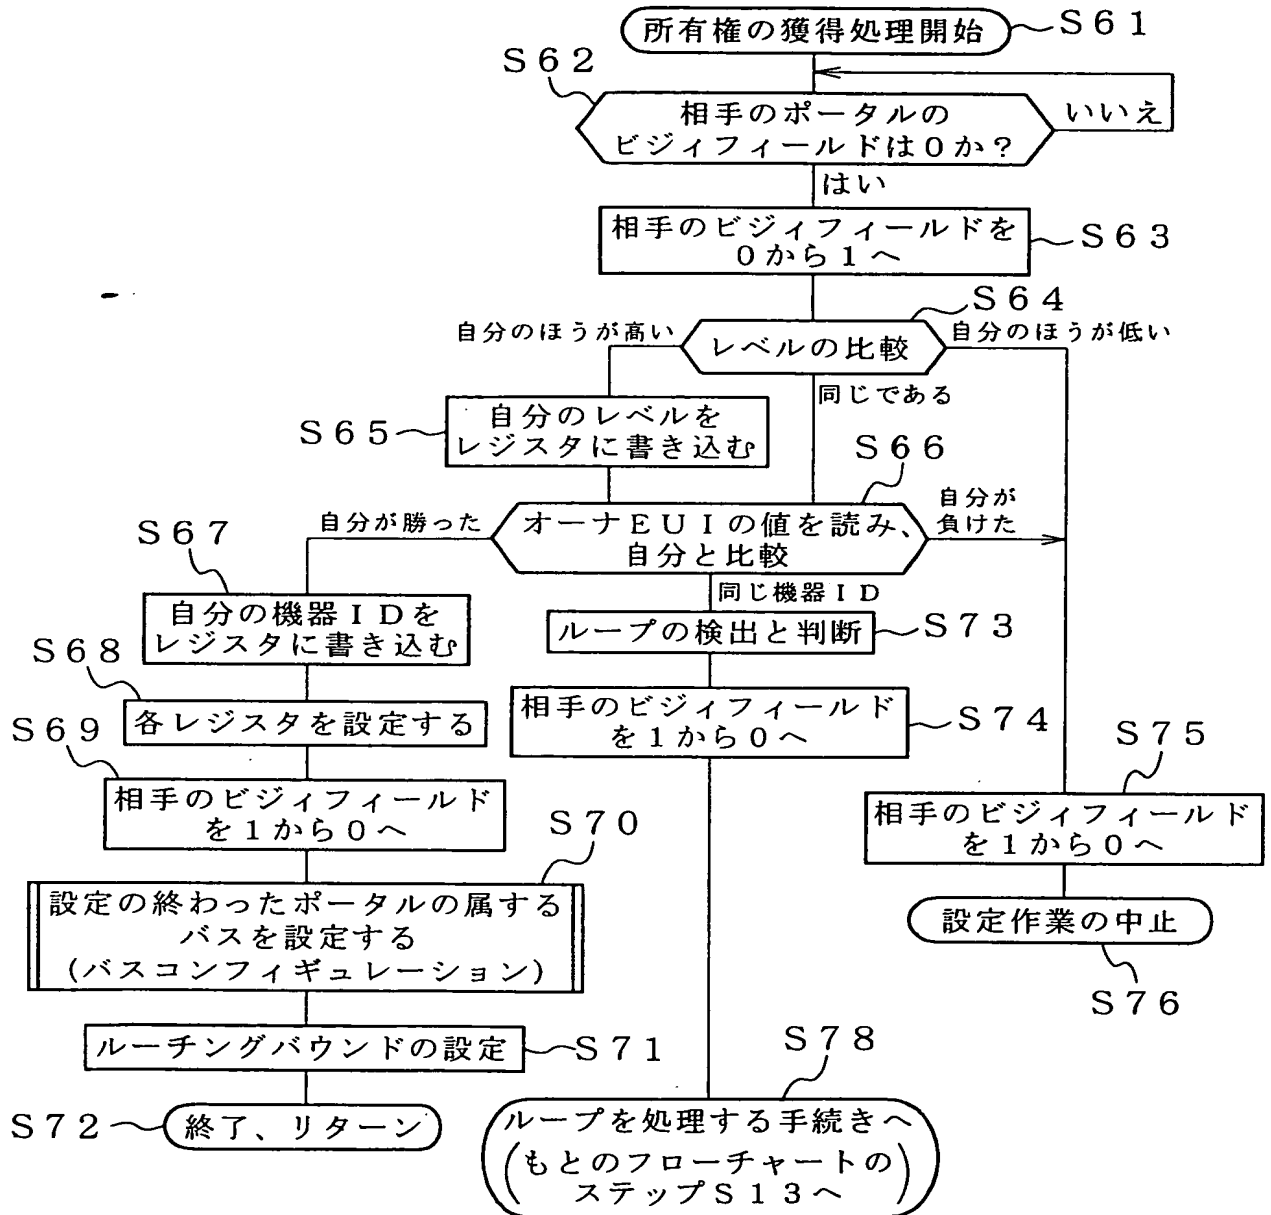 所有権の獲得処理開始
S61
S62
相手のポータルの
ビジィフィールドは0か?
いいえ
はい
相手のビジィフィールドを
0から1へ
S63
S64
自分のほうが高い
レベルの比較
自分のほうが低い
同じである
S65
自分のレベルを
レジスタに書き込む
S66
S67
自分が勝った
オーナEUIの値を読み、
自分と比較
自分が
負けた
同じ機器ID
自分の機器IDを
レジスタに書き込む
ループの検出と判断
S73
S68
各レジスタを設定する
相手のビジィフィールド
を1から0へ
S74
S69
相手のビジィフィールド
を1から0へ
S75
相手のビジィフィールド
を1から0へ
S70
設定の終わったポータルの属する
バスを設定する
(バスコンフィギュレーション)
設定作業の中止
S76
ルーチングバウンドの設定
S71
S78
S72
終了、リターン
ループを処理する手続きへ
(もとのフローチャートの
ステップS13へ)